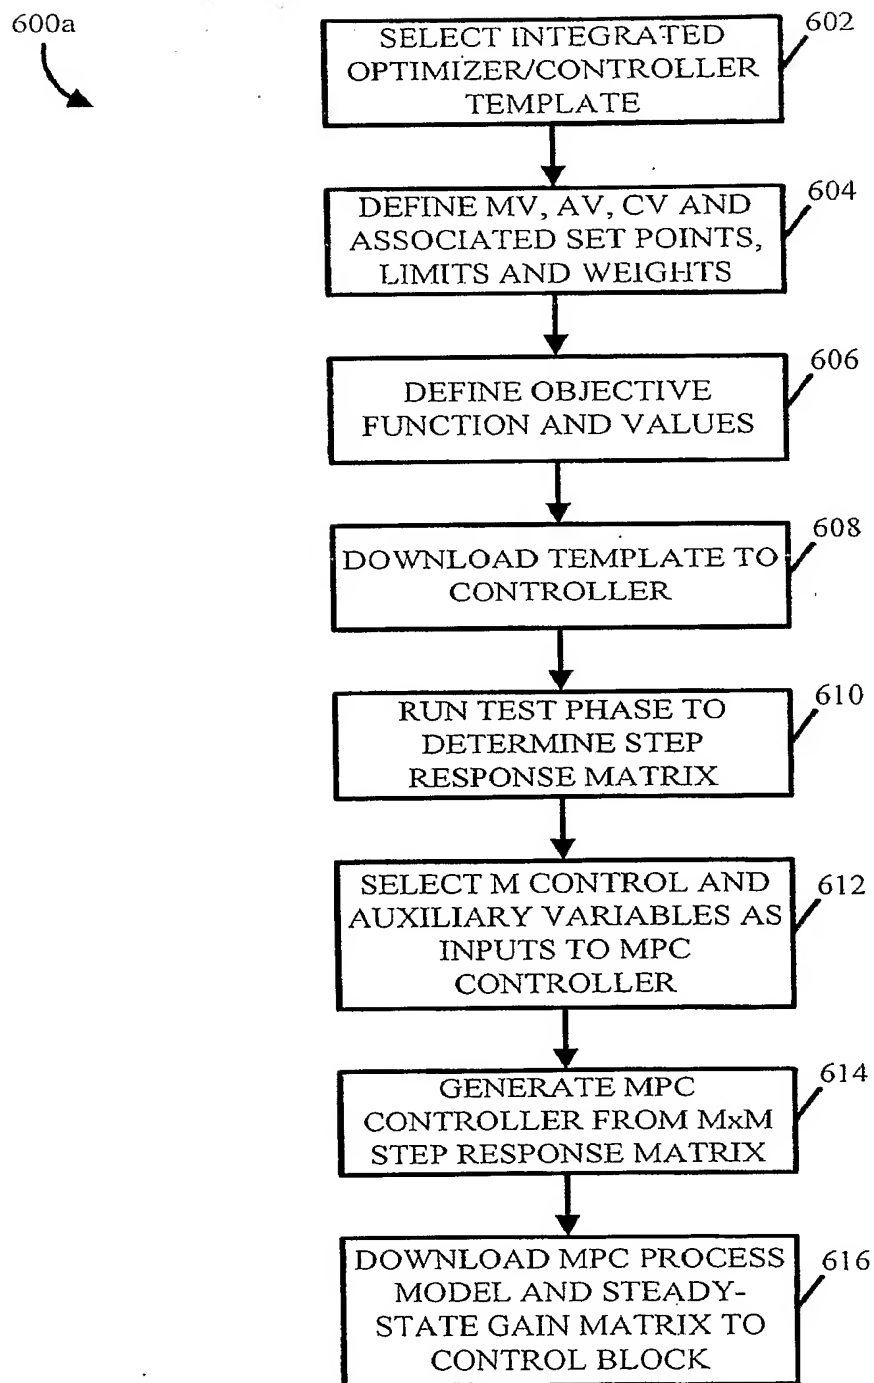 600a
SELECT INTEGRATED
OPTIMIZER/CONTROLLER
TEMPLATE
602
DEFINE MV, AV, CV AND
ASSOCIATED SET POINTS,
LIMITS AND WEIGHTS
604
DEFINE OBJECTIVE
FUNCTION AND VALUES
606
DOWNLOAD TEMPLATE TO
CONTROLLER
608
RUN TEST PHASE TO
DETERMINE STEP
RESPONSE MATRIX
610
SELECT M CONTROL AND
AUXILIARY VARIABLES AS
INPUTS TO MPC
CONTROLLER
612
GENERATE MPC
CONTROLLER FROM MxM
STEP RESPONSE MATRIX
614
DOWNLOAD MPC PROCESS
MODEL AND STEADY-
STATE GAIN MATRIX TO
CONTROL BLOCK
616